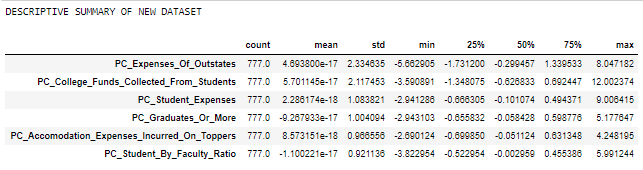 DESCRIPTIVE SUMMARY OF NEW DATASET
count mean std min 25% 50% 75% max
PC_Expenses_Of_Outstates 777.0 4.693800e-17 2.334635 -5.662905 -1.731200 -0.299457 1.339533 8.047182
PC_College_Funds_Collected_From_Students 777.0 5.701145e-17 2.117453 -3.590891 -1.348075 -0.626833 0.692447 12.002374
PC_Student_Expenses 777.0 2.286174e-18 1.083821 -2.941286 -0.666305 -0.101074 0.494371 9.006415
PC_Graduates_Or_More 777.0 -9.267933e-17 1.004094 -2.943103 -0.655832 -0.058428 0.598776 5.177647
PC_Accomodation_Expenses_Incurred_On_Toppers 777.0 8.573151e-18 0.966556 -2.690124 -0.699850 -0.051124 0.631348 4.248195
PC_Student_By_Faculty_Ratio 777.0 -1.100221e-17 0.921136 -3.822954 -0.522954 -0.002959 0.455386 5.991244